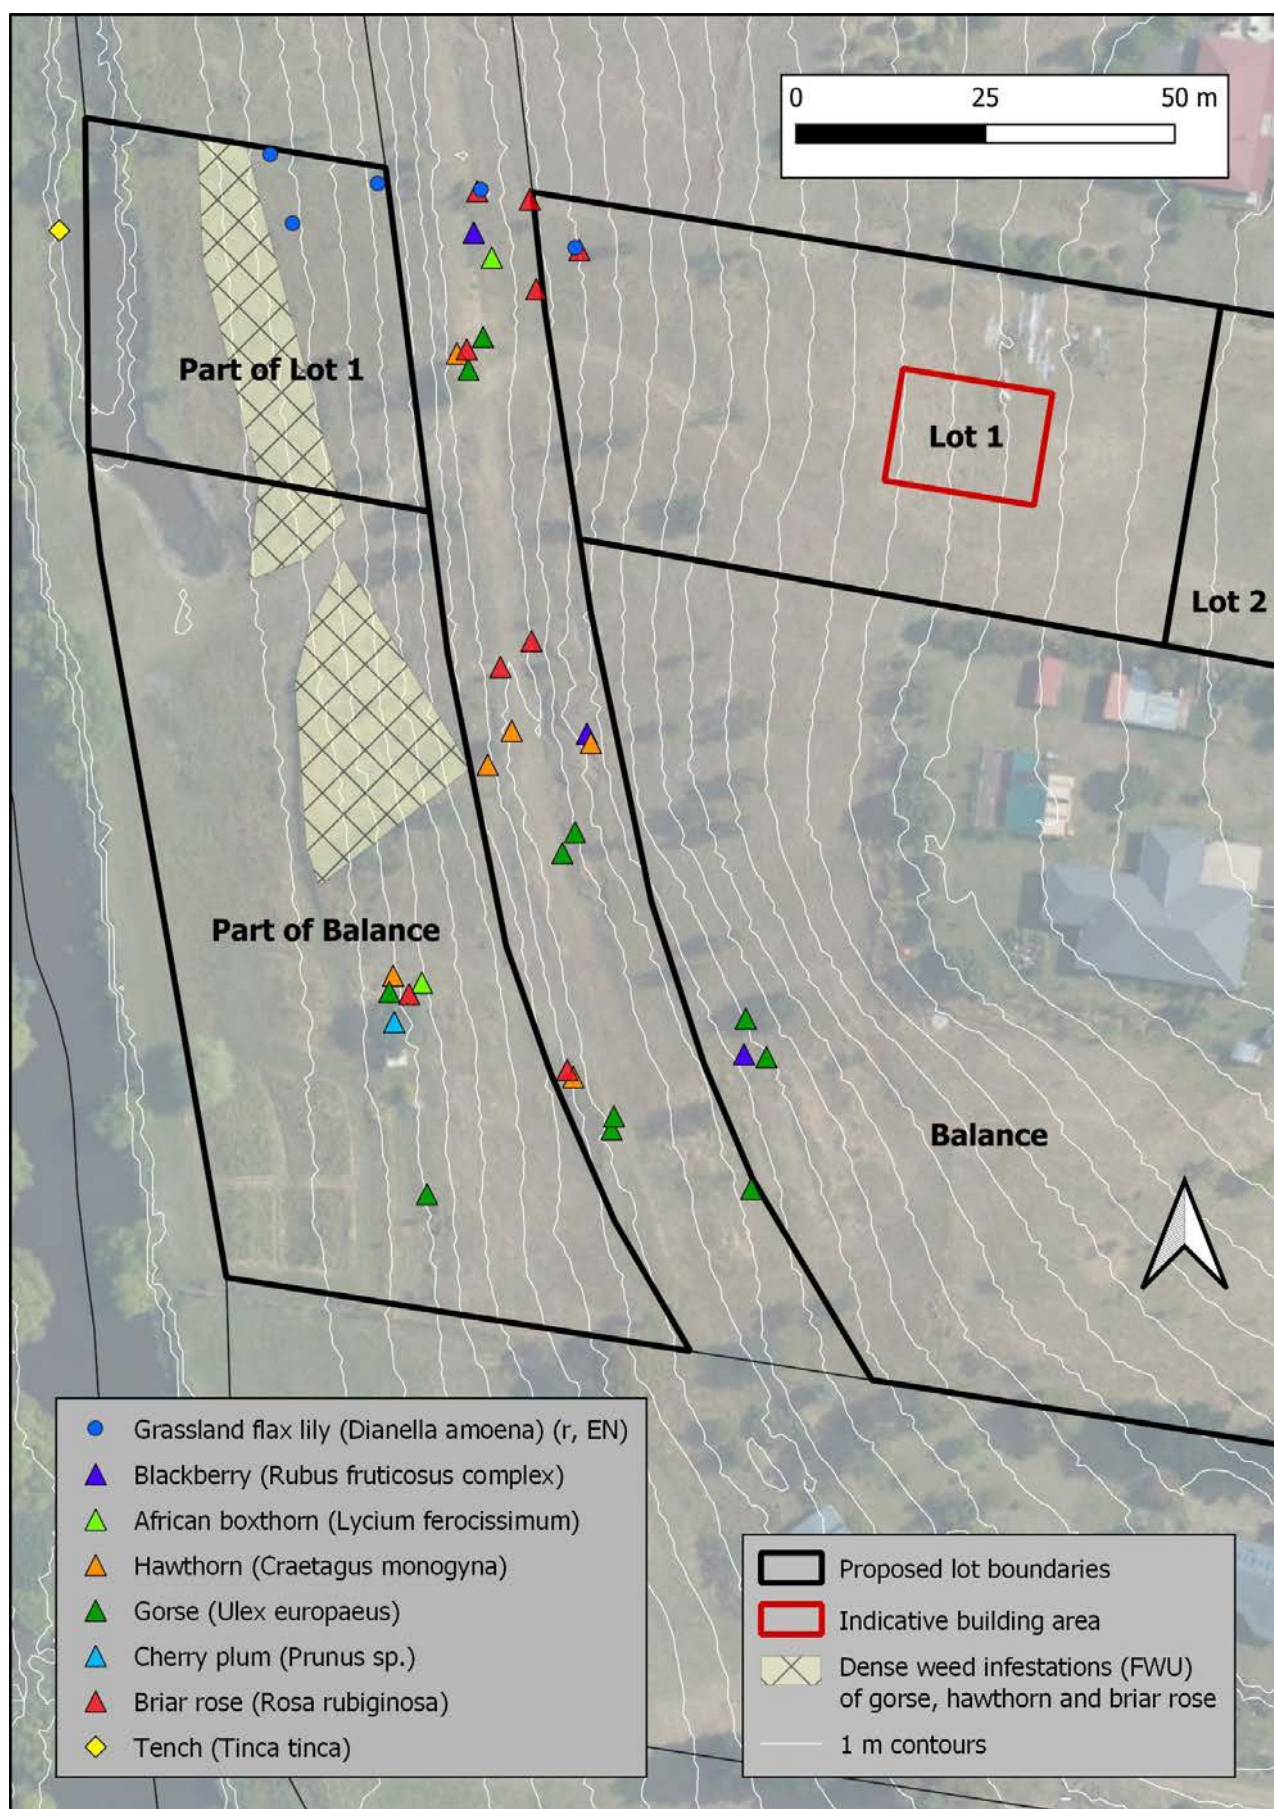 0 25 50 m
Part of Lot 1
Lot 1
Lot 2
Part of Balance
Balance
Grassland flax lily (Dianella amoena) (r, EN)
Blackberry (Rubus fruticosus complex)
African boxthorn (Lycium ferocissimum)
Hawthorn (Craetagus monogyna)
Gorse (Ulex europaeus)
Cherry plum (Prunus sp.)
Briar rose (Rosa rubiginosa)
Tench (Tinca tinca)
Proposed lot boundaries
Indicative building area
Dense weed infestations (FWU)
of gorse, hawthorn and briar rose
1 m contours